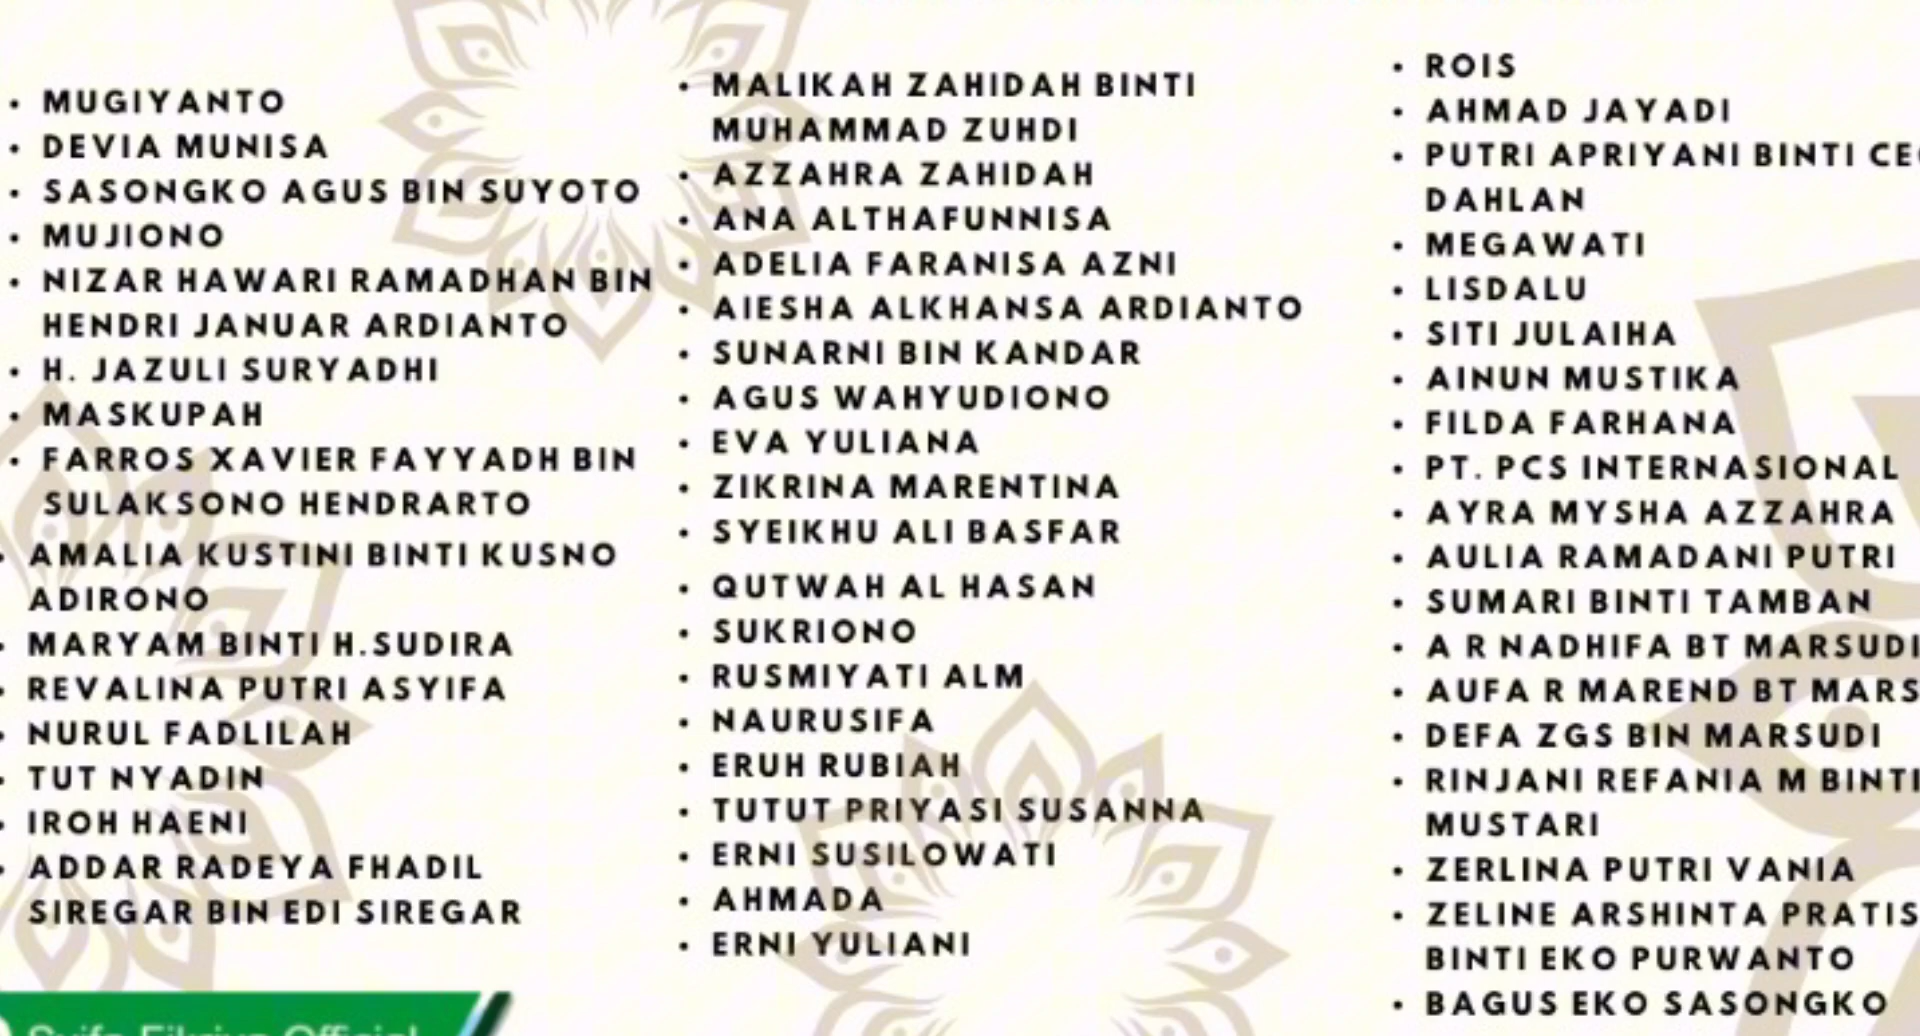 • MUGIYANTO
• DEVIA MUNISA
• SASONGKO AGUS BIN SUYOTO
• MUJIONO
• NIZAR HAWARI RAMADHAN BIN
HENDRI JANUAR ARDIANTO
• H. JAZULI SURYADHI
• MASKUPAH
• FARROS XAVIER FAYYADH BIN
SULAKSONO HENDRARTO
• AMALIA KUSTINI BINTI KUSNO
ADIRONO
• MARYAM BINTI H.SUDIRA
• REVALINA PUTRI ASYIFA
• NURUL FADLILAH
• TUT NYADIN
• IROH HAENI
• ADDAR RADEYA FHADIL
SIREGAR BIN EDI SIREGAR
• MALIKAH ZAHIDAH BINTI
MUHAMMAD ZUHDI
• AZZAHRA ZAHIDAH
• ANA ALTHAFUNNISA
• ADELIA FARANISA AZNI
• AIESHA ALKHANSA ARDIANTO
• SUNARNI BIN KANDAR
• AGUS WAHYUDIONO
• EVA YULIANA
• ZIKRINA MARENTINA
• SYEIKHU ALI BASFAR
• QUTWAH AL HASAN
• SUKRIONO
• RUSMIYATI ALM
• NAURUSIFA
• ERUH RUBIAH
• TUTUT PRIYASI SUSANNA
• ERNI SUSILOWATI
• AHMADA
• ERNI YULIANI
• ROIS
• AHMAD JAYADI
• PUTRI APRIYANI BINTI
DAHLAN
• MEGAWATI
• LISDALU
• SITI JULAIHA
• AINUN MUSTIKA
• FILDA FARHANA
• PT. PCS INTERNASIONAL
• AYRA MYSHA AZZAHRA
• AULIA RAMADANI PUTRI
• SUMARI BINTI TAMBAN
• A R NADHIFA BT MARSUDI
• AUFA R MAREND BT MARS
• DEFA ZGS BIN MARSUDI
• RINJANI REFANIA M BINTI
MUSTARI
• ZERLINA PUTRI VANIA
• ZELINE ARSHINTA PRATIS
BINTI EKO PURWANTO
• BAGUS EKO SASONGKO
Syifa Fikriya Official